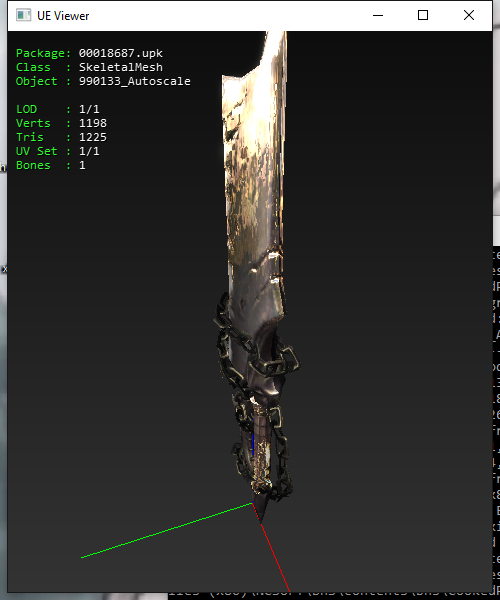 UE Viewer
Package: 00018687.upk
Class  : SkeletalMesh
Object : 990133_Autoscale
LOD    : 1/1
Verts  : 1198
Tris   : 1225
UV Set : 1/1
Bones  : 1